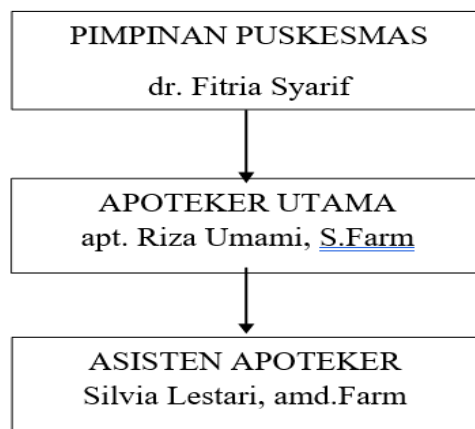 PIMPINAN PUSKESMAS
dr. Fitria Syarif
APOTEKER UTAMA
apt. Riza Umami, S.Farm
ASISTEN APOTEKER
Silvia Lestari, amd.Farm